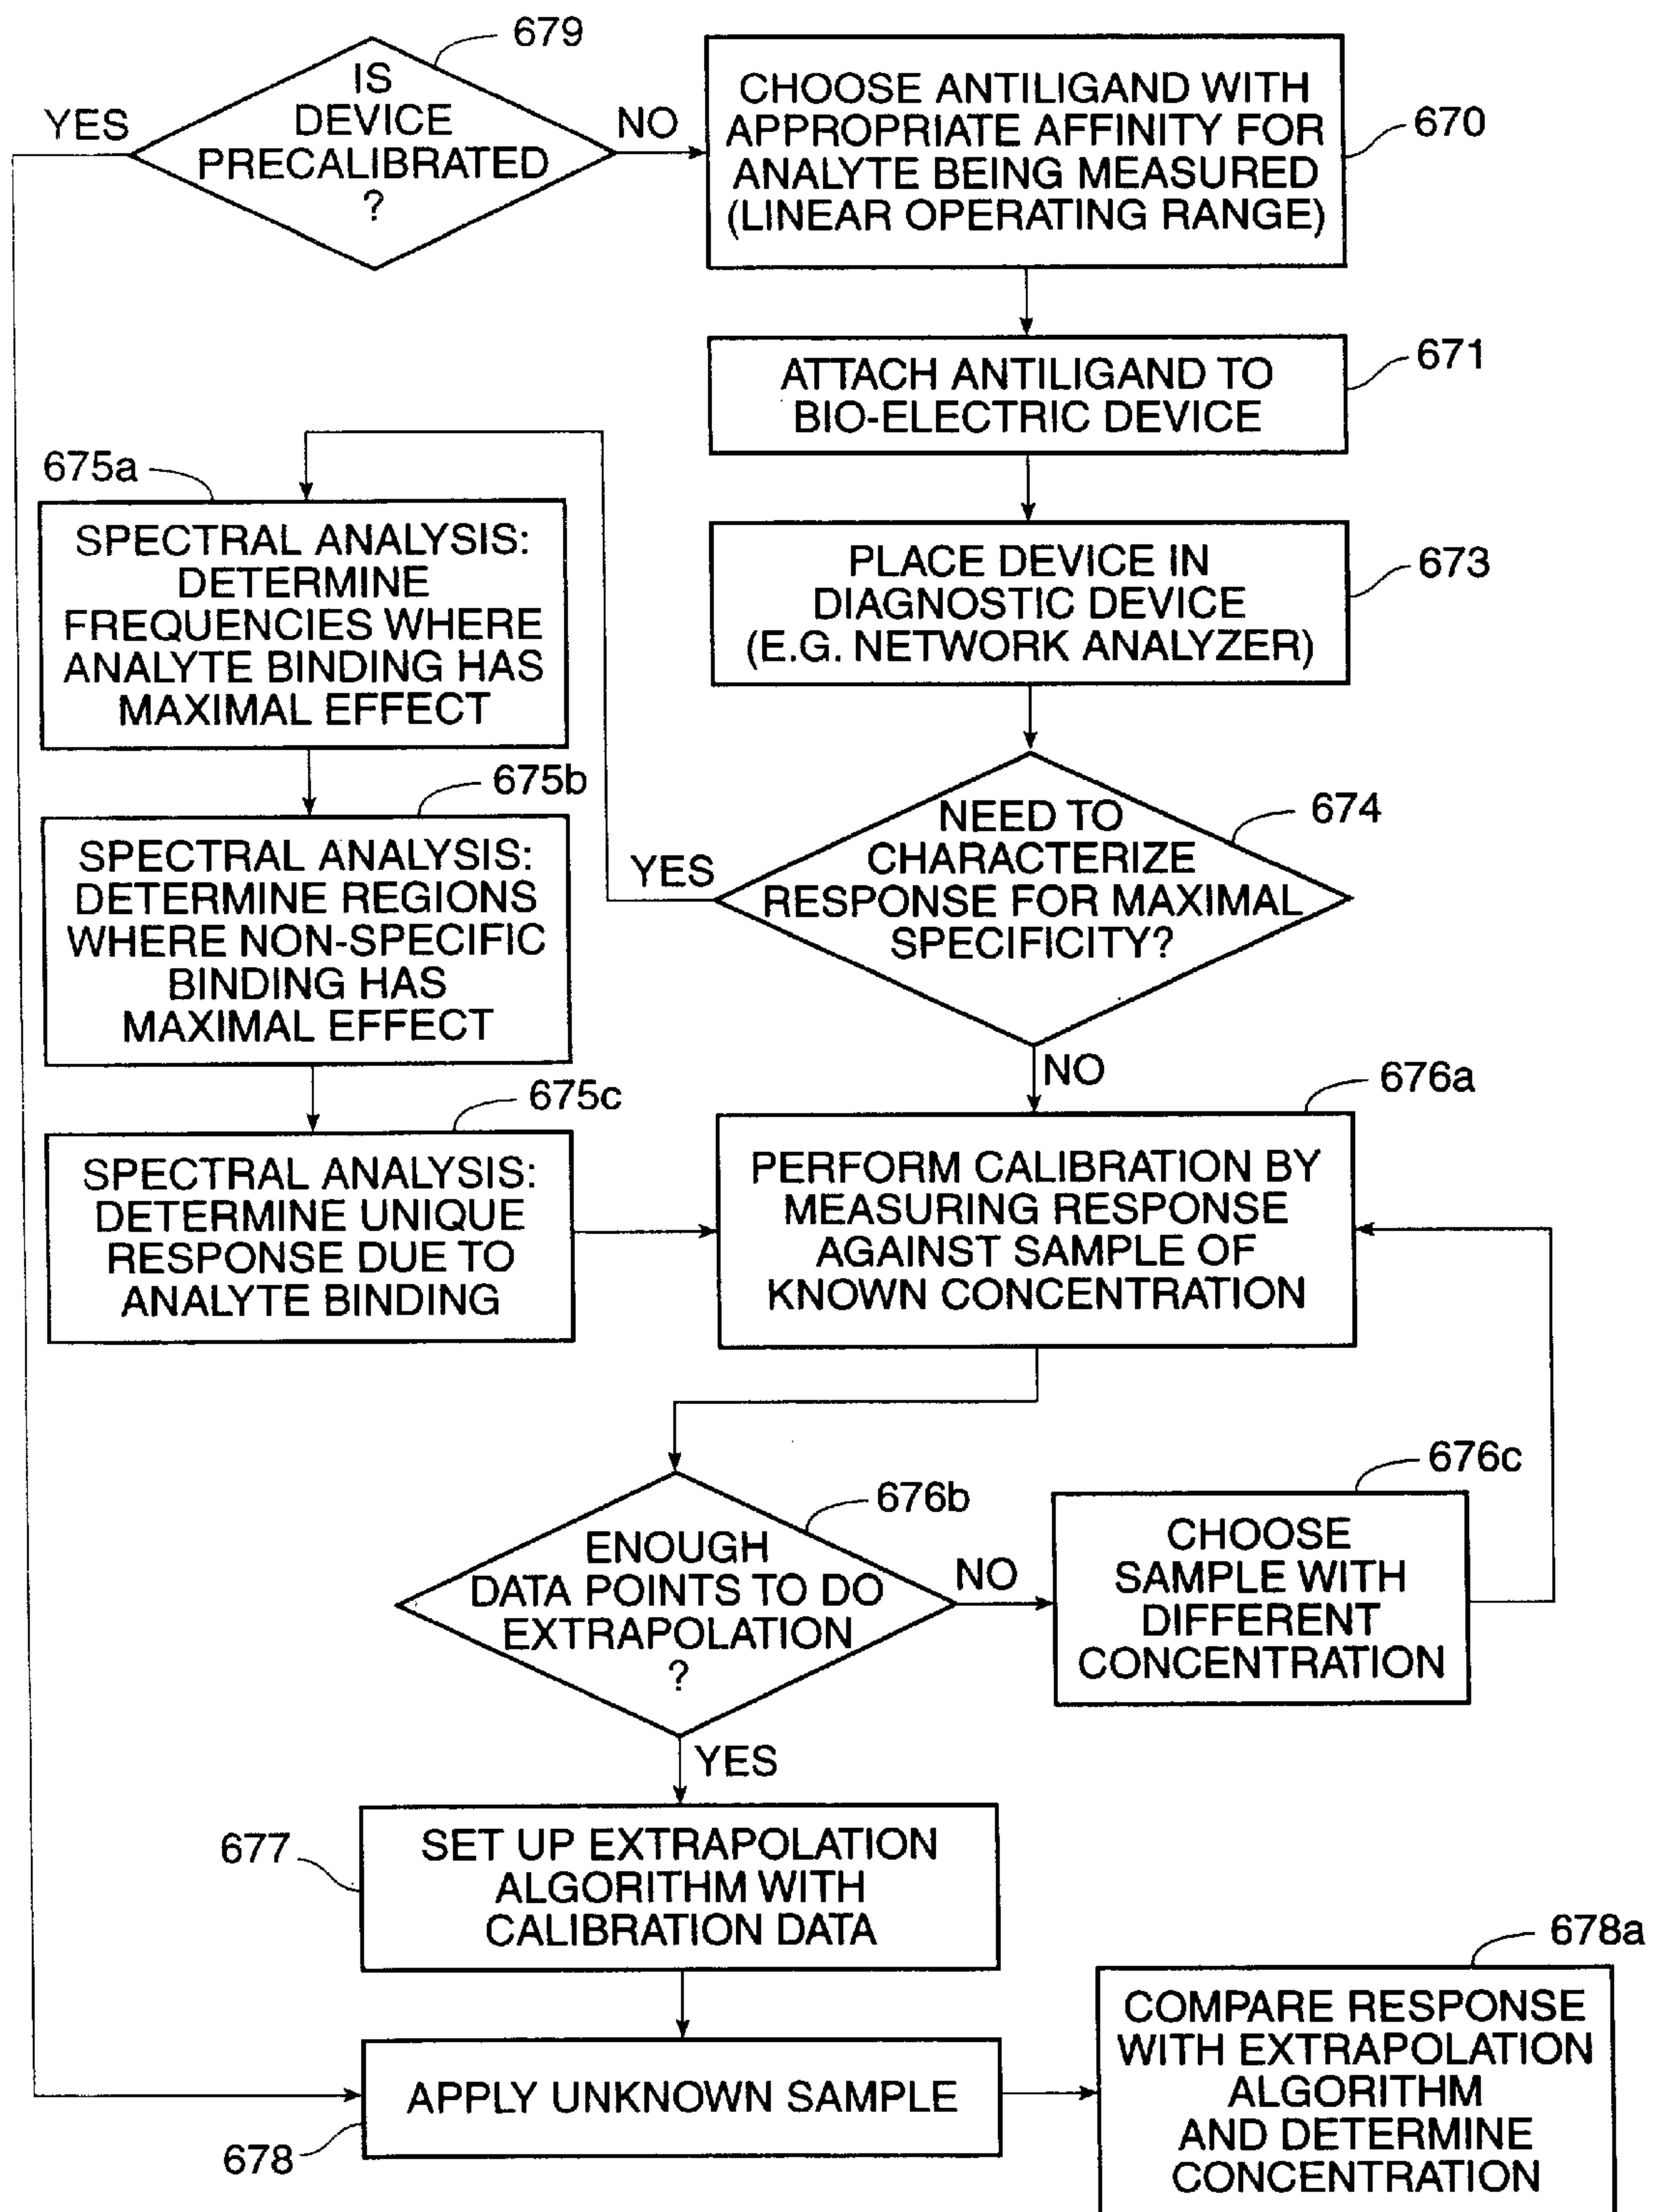 679
IS
DEVICE
PRECALIBRATED
?
YES
NO
CHOOSE ANTILIGAND WITH
APPROPRIATE AFFINITY FOR
ANALYTE BEING MEASURED
(LINEAR OPERATING RANGE)
670
ATTACH ANTILIGAND TO
BIO-ELECTRIC DEVICE
671
PLACE DEVICE IN
DIAGNOSTIC DEVICE
(E.G. NETWORK ANALYZER)
673
NEED TO
CHARACTERIZE
RESPONSE FOR MAXIMAL
SPECIFICITY?
674
YES
NO
675a
SPECTRAL ANALYSIS:
DETERMINE
FREQUENCIES WHERE
ANALYTE BINDING HAS
MAXIMAL EFFECT
675b
SPECTRAL ANALYSIS:
DETERMINE REGIONS
WHERE NON-SPECIFIC
BINDING HAS
MAXIMAL EFFECT
675c
SPECTRAL ANALYSIS:
DETERMINE UNIQUE
RESPONSE DUE TO
ANALYTE BINDING
676a
PERFORM CALIBRATION BY
MEASURING RESPONSE
AGAINST SAMPLE OF
KNOWN CONCENTRATION
676b
ENOUGH
DATA POINTS TO DO
EXTRAPOLATION
?
NO
YES
676c
CHOOSE
SAMPLE WITH
DIFFERENT
CONCENTRATION
677
SET UP EXTRAPOLATION
ALGORITHM WITH
CALIBRATION DATA
APPLY UNKNOWN SAMPLE
678
678a
COMPARE RESPONSE
WITH EXTRAPOLATION
ALGORITHM
AND DETERMINE
CONCENTRATION